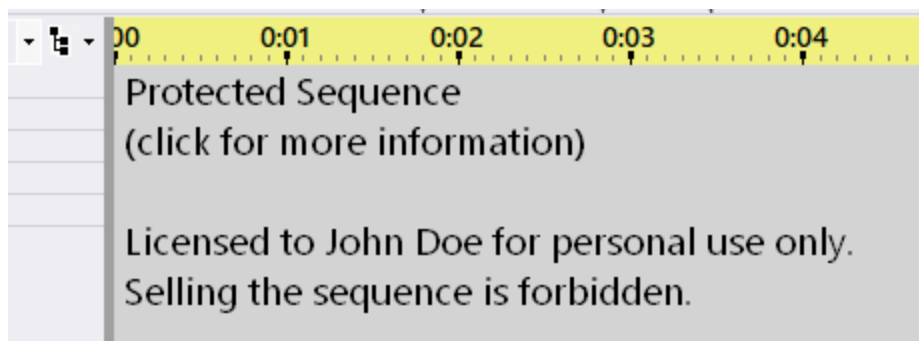 00 0:01 0:02 0:03 0:04
Protected Sequence
(click for more information)
Licensed to John Doe for personal use only.
Selling the sequence is forbidden.